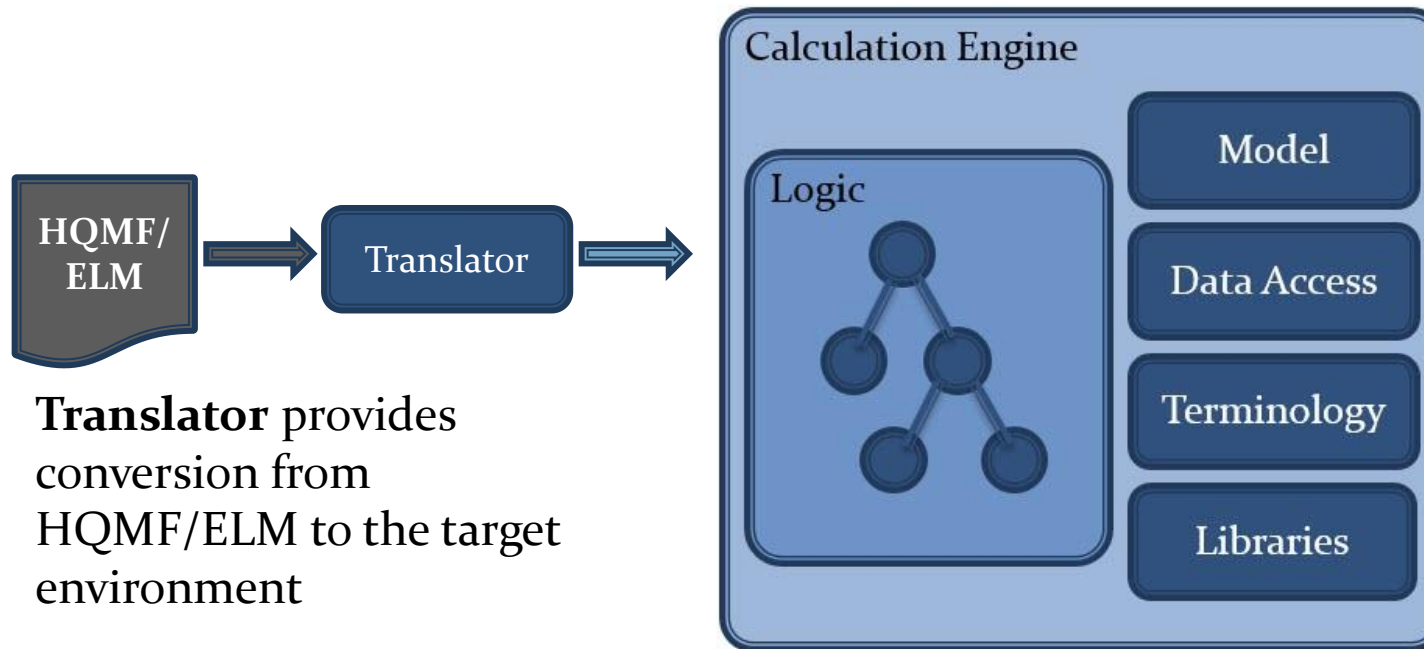 HQMF/
ELM
Translator
Translator provides
conversion from
HQMF/ELM to the target
environment
Calculation Engine
Logic
Model
Data Access
Terminology
Libraries